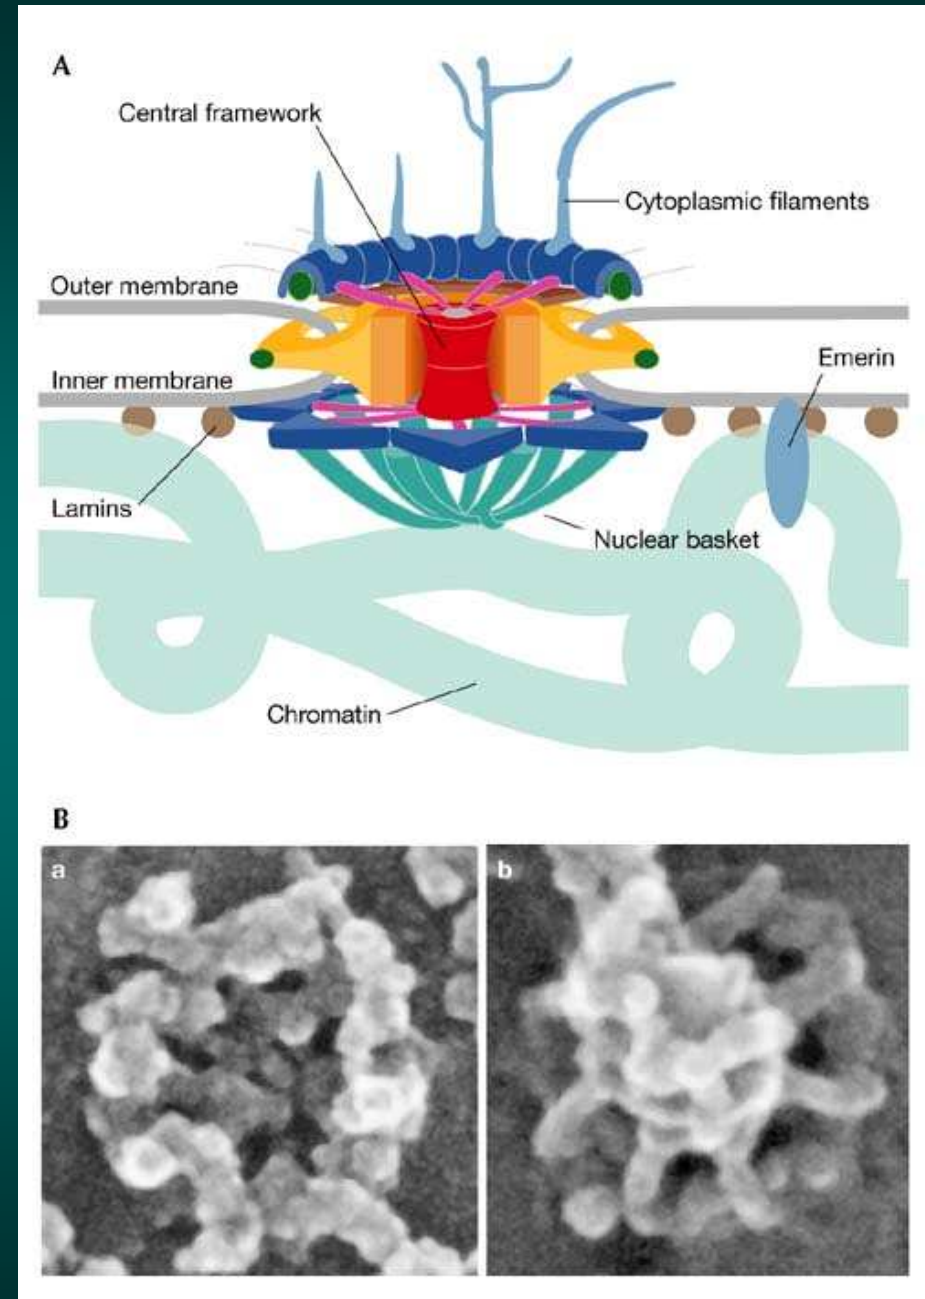 A
Central framework
Cytoplasmic filaments
Outer membrane
Emerin
Inner membrane
Lamins
Nuclear basket
Chromatin
B
a
b